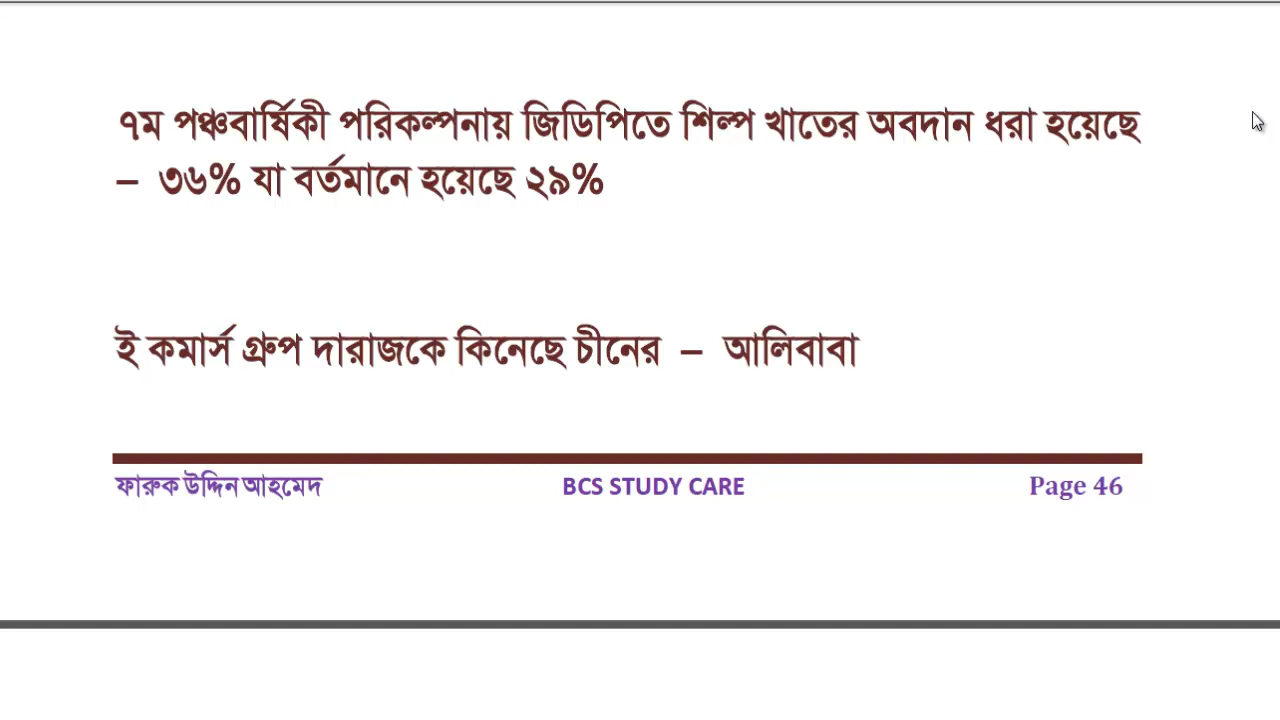 ৭ম পঞ্চবার্ষিকী পরিকল্পনায় জিডিপিতে শিল্প খাতের অবদান ধরা হয়েছে
– ৩৬% যা বর্তমানে হয়েছে ২৯%
ই কমার্স গ্রুপ দারাজকে কিনেছে চীনের – আলিবাবা
ফারুক উদ্দিন আহমেদ BCS STUDY CARE Page 46